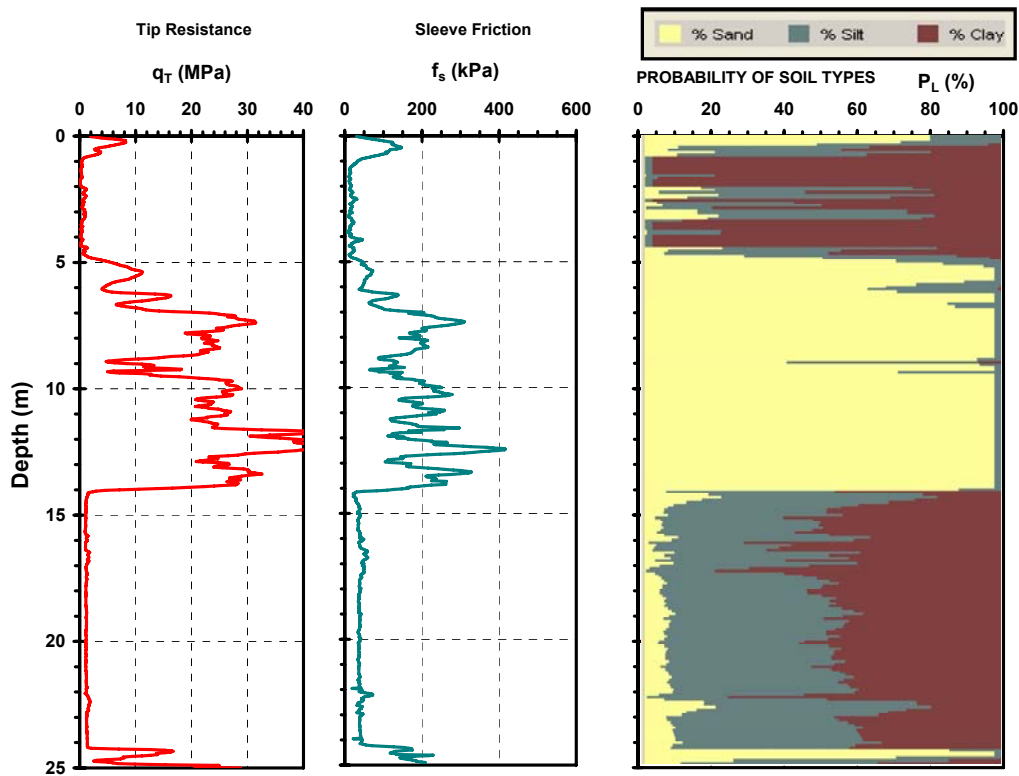 Tip Resistance
qT (MPa)
0 10 20 30 40
Sleeve Friction
fs (kPa)
0 200 400 600
% Sand % Silt % Clay
PROBABILITY OF SOIL TYPES PL (%)
0 20 40 60 80 100
Depth (m)
0
5
10
15
20
25